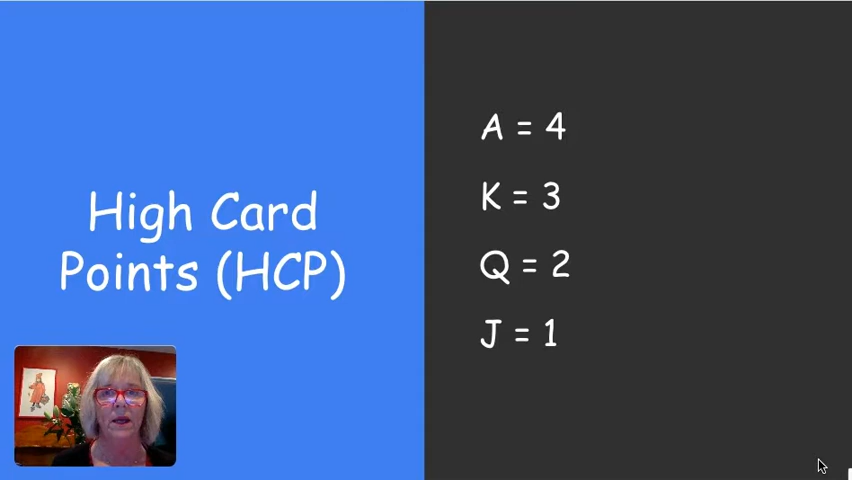 High Card
Points (HCP)
A = 4
K = 3
Q = 2
J = 1